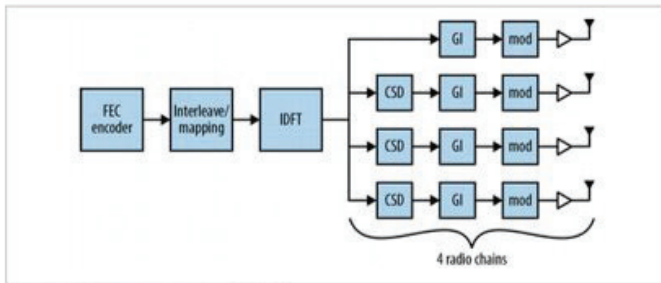 GI mod
FEC encoder
Interleave/ mapping
IDFT
CSD GI mod
CSD GI mod
CSD GI mod
4 radio chains